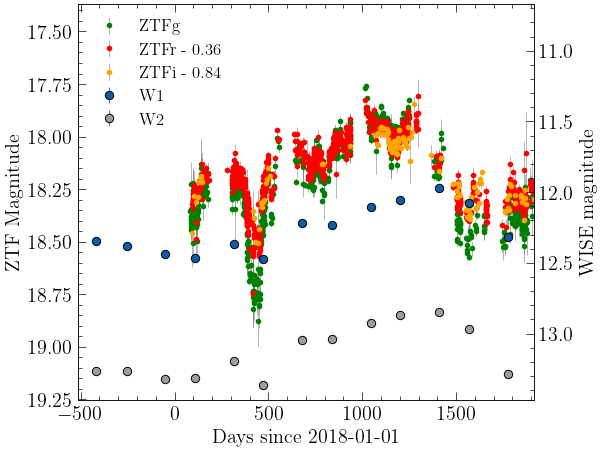 ZTFg
ZTFr - 0.36
ZTFi - 0.84
W1
W2
ZTF Magnitude
17.50
17.75
18.00
18.25
18.50
18.75
19.00
19.25
WISE magnitude
11.0
11.5
12.0
12.5
13.0
−500
0
500
1000
1500
Days since 2018-01-01